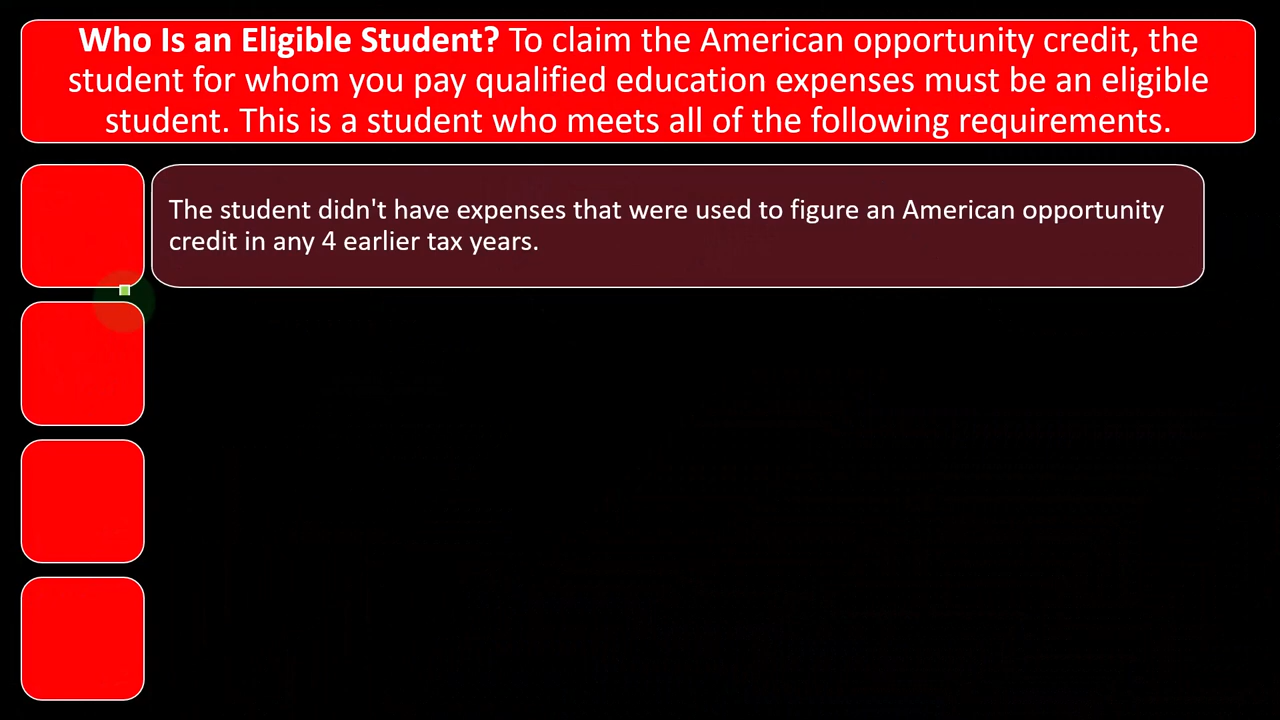 Who Is an Eligible Student? To claim the American opportunity credit, the
student for whom you pay qualified education expenses must be an eligible
student. This is a student who meets all of the following requirements.
The student didn't have expenses that were used to figure an American opportunity
credit in any 4 earlier tax years.